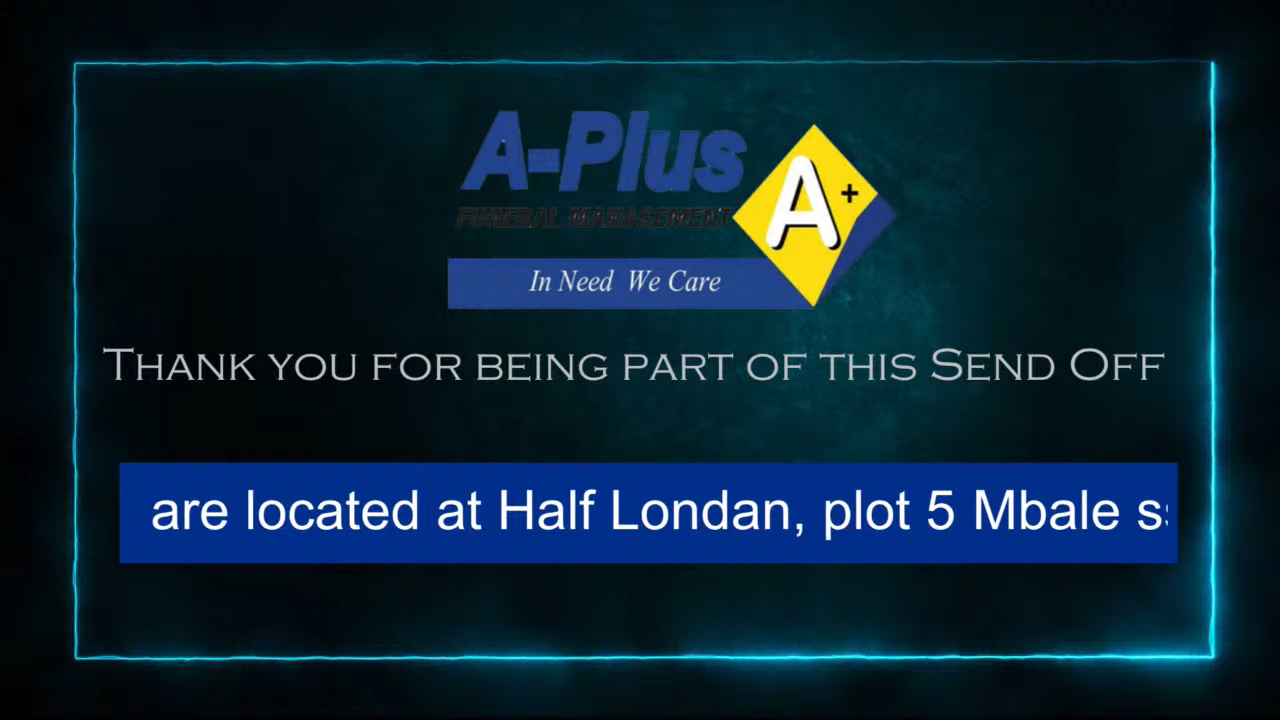 A-Plus
FUNERAL MANAGEMENT
A+
In Need We Care
THANK YOU FOR BEING PART OF THIS SEND OFF
are located at Half Londan, plot 5 Mbale